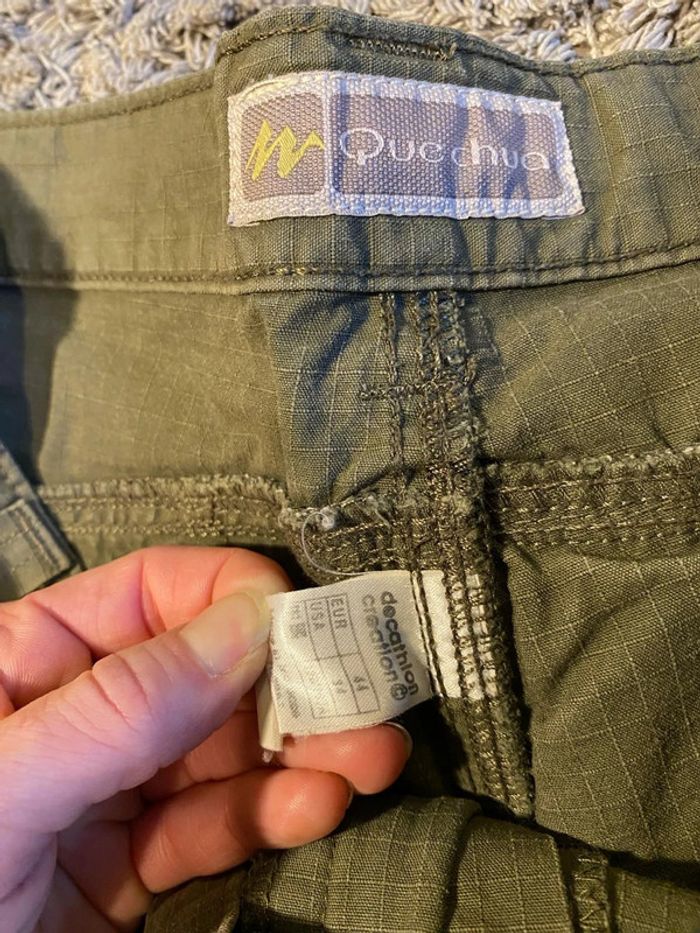 Quechua
decathlon
creation
EUR 44
USA 34